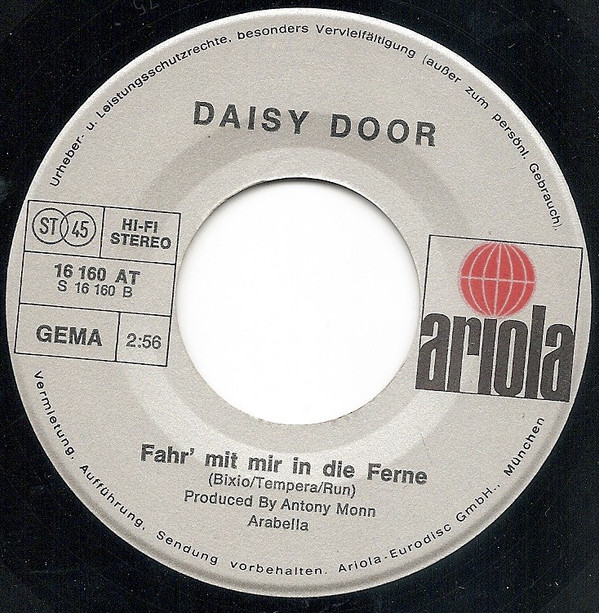 Urheber- u. Leistungsschutzrechte, besonders Vervielfältigung (außer zum persönl. Gebrauch).
DAISY DOOR
ST 45
HI-FI
STEREO
16 160 AT
S 16 160 B
GEMA
2:56
ariola
Fahr' mit mir in die Ferne
(Bixio/Tempera/Run)
Produced By Antony Monn
Arabella
Vermietung, Aufführung, Sendung vorbehalten. Ariola-Eurodisc GmbH., München